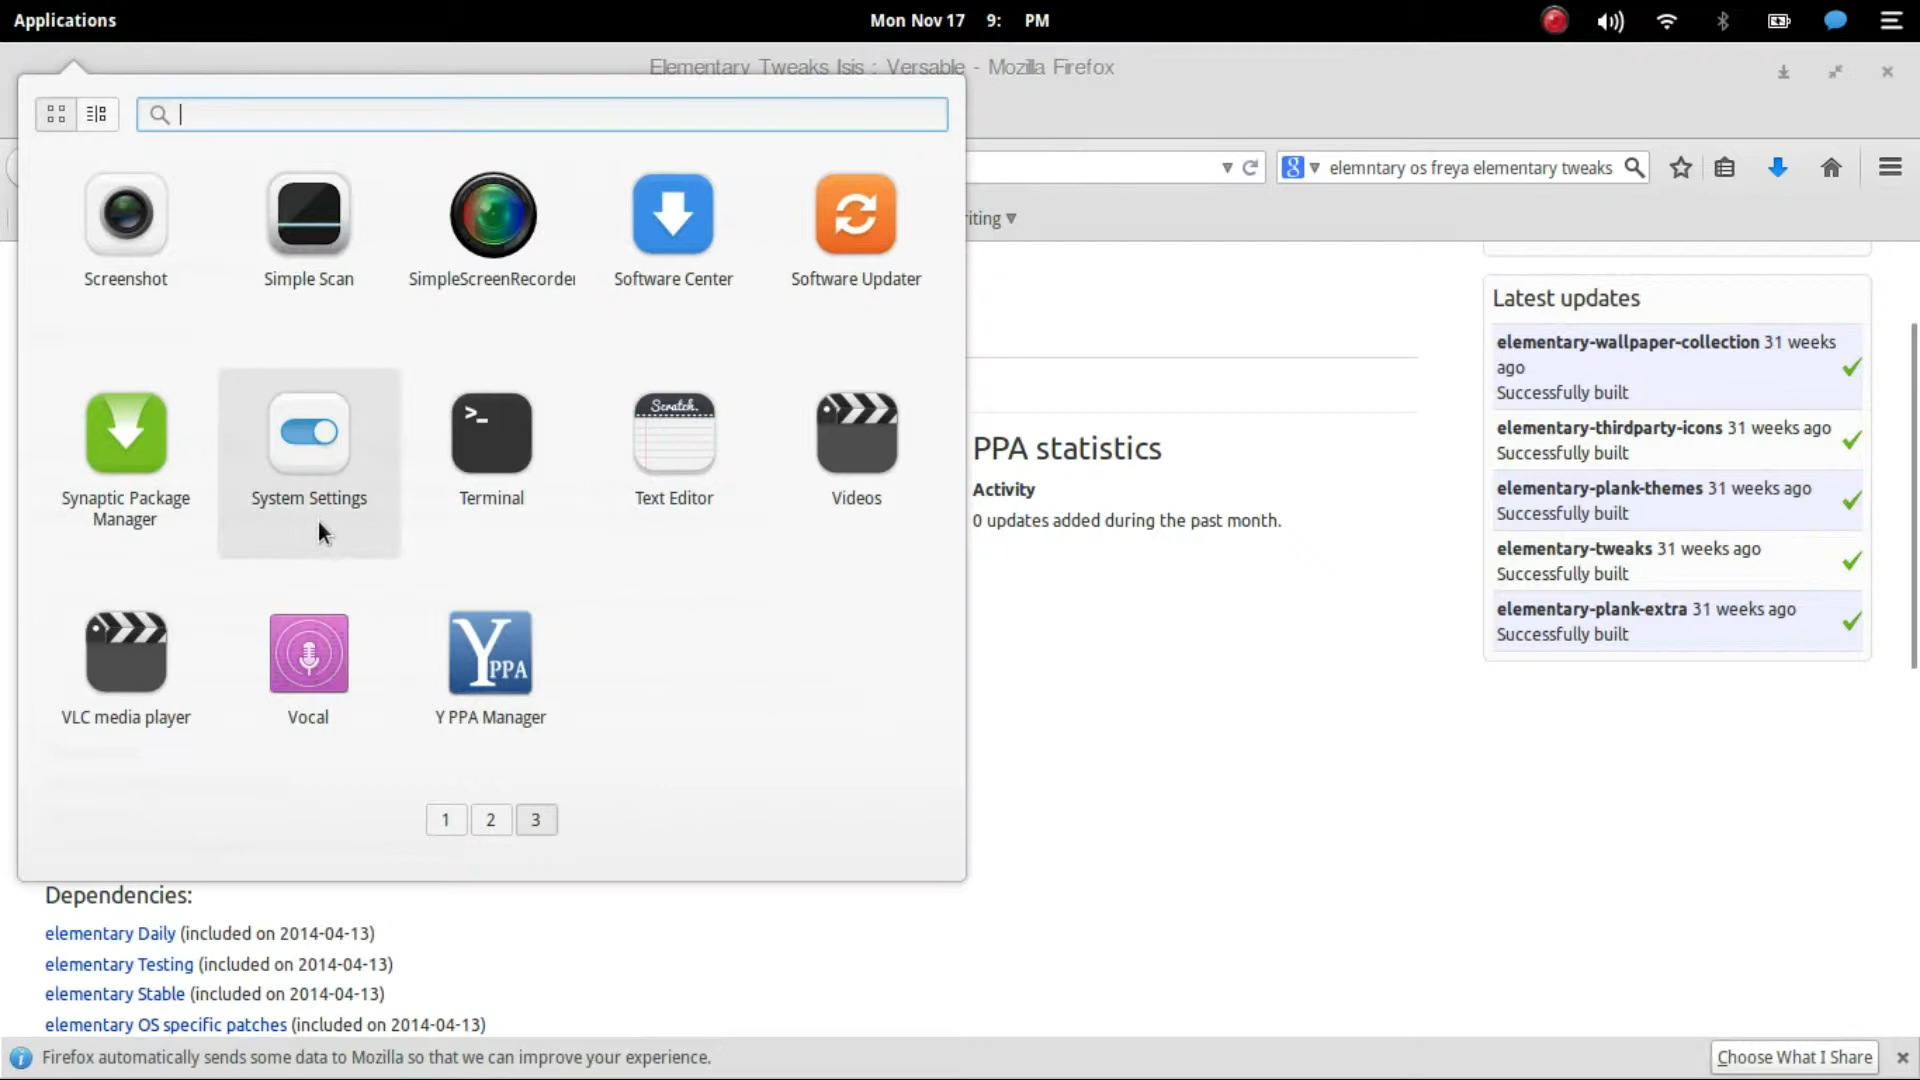 Applications
Mon Nov 17 9: PM
Elementary Tweaks Isis : Versable - Mozilla Firefox
elemntary os freya elementary tweaks
riting
Screenshot
Simple Scan
SimpleScreenRecorder
Software Center
Software Updater
Scratch.
Synaptic Package
Manager
System Settings
Terminal
Text Editor
Videos
Y PPA
VLC media player
Vocal
Y PPA Manager
1 2 3
PPA statistics
Activity
0 updates added during the past month.
Latest updates
elementary-wallpaper-collection 31 weeks
ago
Successfully built
elementary-thirdparty-icons 31 weeks ago
Successfully built
elementary-plank-themes 31 weeks ago
Successfully built
elementary-tweaks 31 weeks ago
Successfully built
elementary-plank-extra 31 weeks ago
Successfully built
Dependencies:
elementary Daily (included on 2014-04-13)
elementary Testing (included on 2014-04-13)
elementary Stable (included on 2014-04-13)
elementary OS specific patches (included on 2014-04-13)
Firefox automatically sends some data to Mozilla so that we can improve your experience.
Choose What I Share